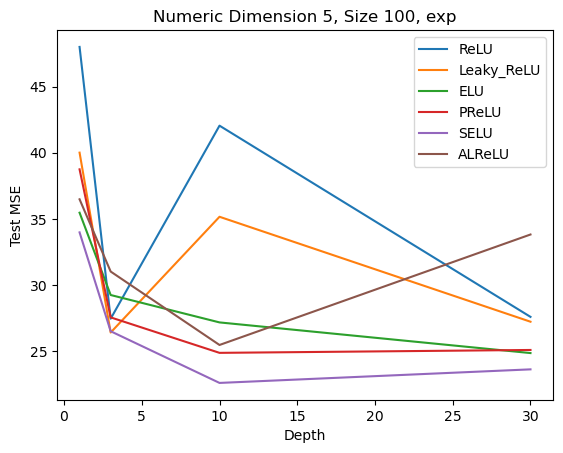 Numeric Dimension 5, Size 100, exp
ReLU
Leaky_ReLU
ELU
PReLU
SELU
ALReLU
45
40
35
30
25
Test MSE
0 5 10 15 20 25 30
Depth